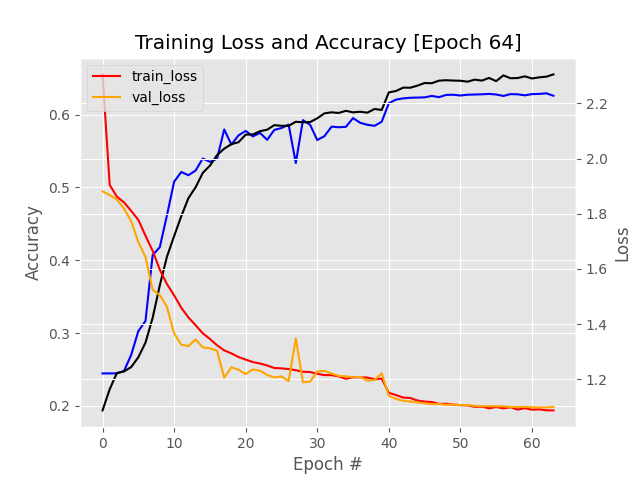 Training Loss and Accuracy [Epoch 64]
train_loss
val_loss
0.6
0.5
0.4
0.3
0.2
Accuracy
2.2
2.0
1.8
1.6
1.4
1.2
Loss
0 10 20 30 40 50 60
Epoch #